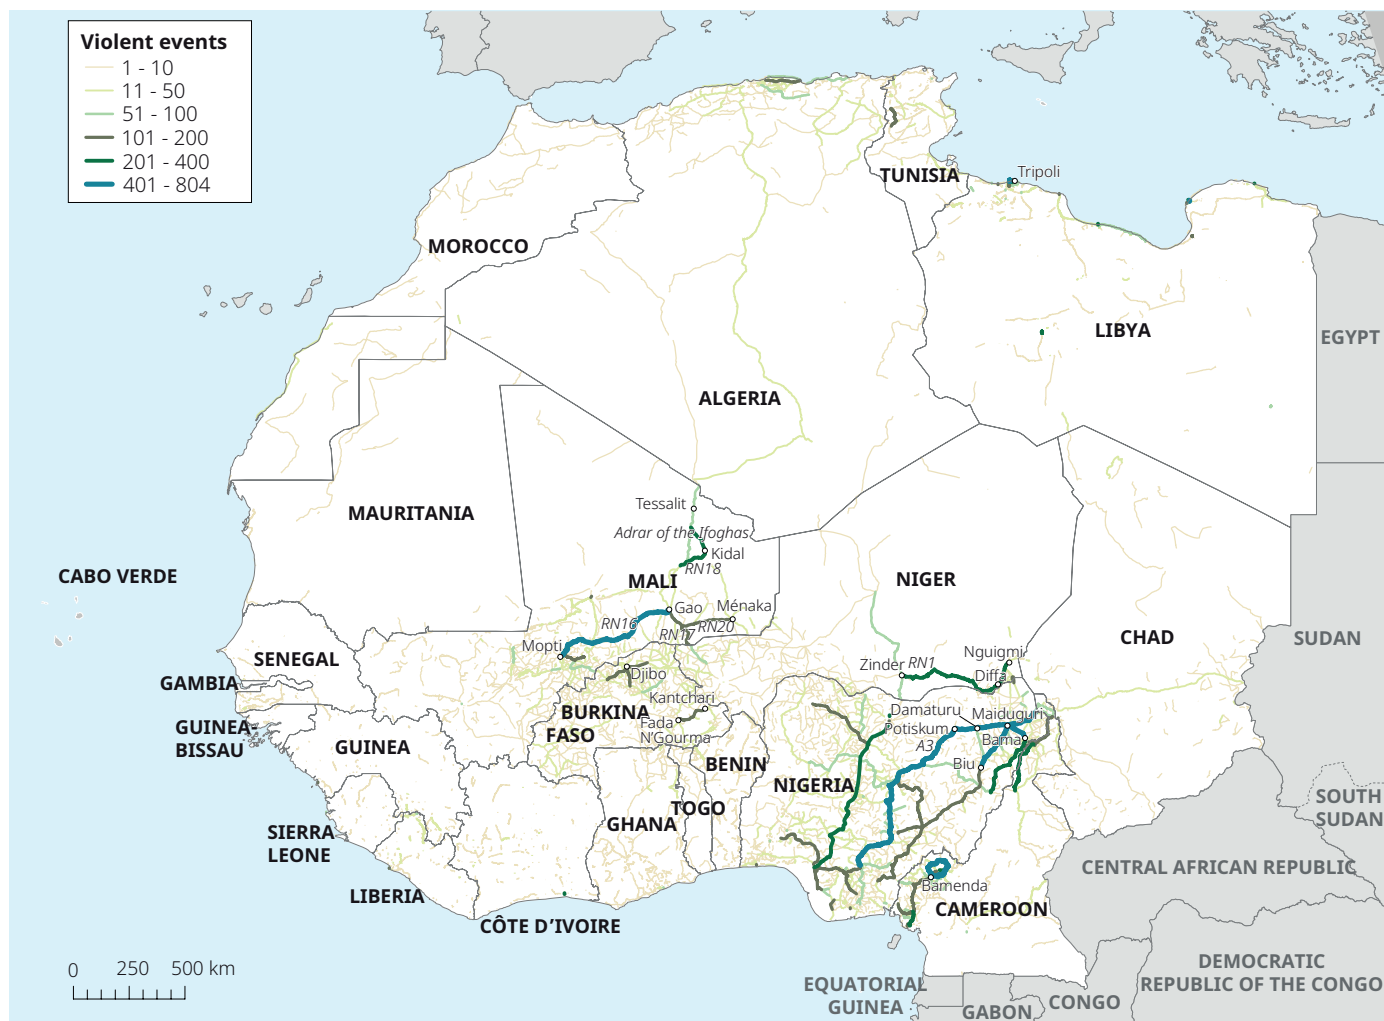 Violent events
1 - 10
11 - 50
51 - 100
101 - 200
201 - 400
401 - 804
Tripoli
TUNISIA
MOROCCO
LIBYA
EGYPT
ALGERIA
Tessalit
MAURITANIA
Adrar of the Ifoghas
Kidal
RN18
CABO VERDE
MALI
NIGER
Gao
Ménaka
RN16
RN17
RN20
CHAD
SUDAN
Mopti
SENEGAL
Nguigmi
Zinder
RN1
Djibo
Diffa
GAMBIA
Kantchari
Damaturu
Maiduguri
BURKINA
FASO
Fada
N'Gourma
Potiskum
GUINEA-
BISSAU
GUINEA
A3
Bama
BENIN
Biu
NIGERIA
SOUTH
SUDAN
TOGO
GHANA
SIERRA
LEONE
CENTRAL AFRICAN REPUBLIC
LIBERIA
Bamenda
CAMEROON
CÔTE D'IVOIRE
0 250 500 km
DEMOCRATIC
REPUBLIC OF THE CONGO
EQUATORIAL
GUINEA
CONGO
GABON